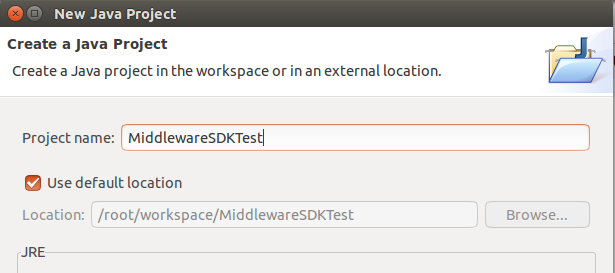 New Java Project
Create a Java Project
Create a Java project in the workspace or in an external location.
Project name: MiddlewareSDKTest
Use default location
Location: /root/workspace/MiddlewareSDKTest Browse...
JRE